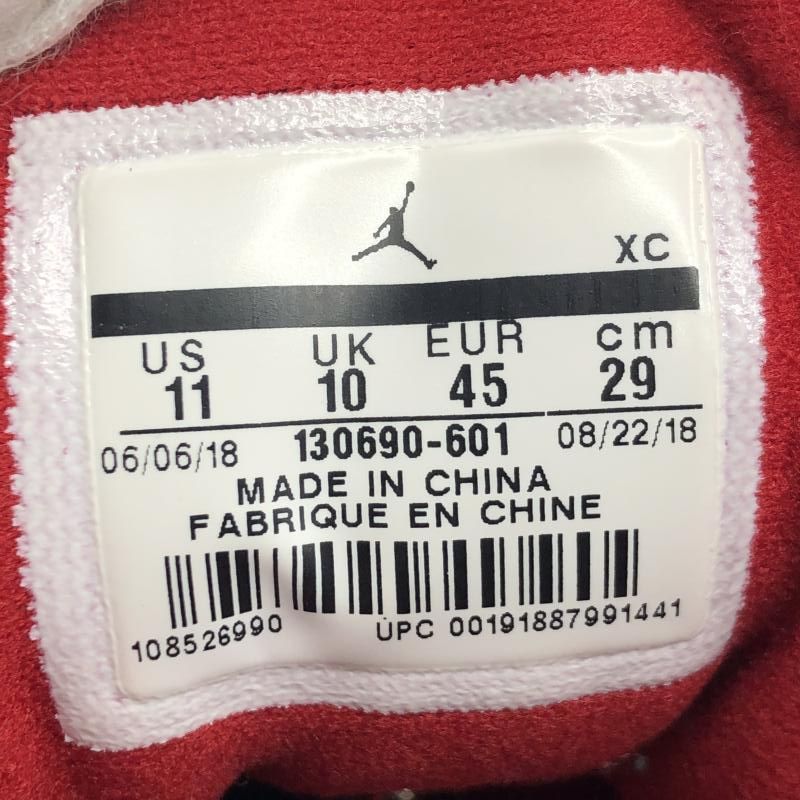 XC
US UK EUR cm
11 10 45 29
06/06/18 130690-601 08/22/18
MADE IN CHINA
FABRIQUE EN CHINE
108526990 UPC 00191887991441